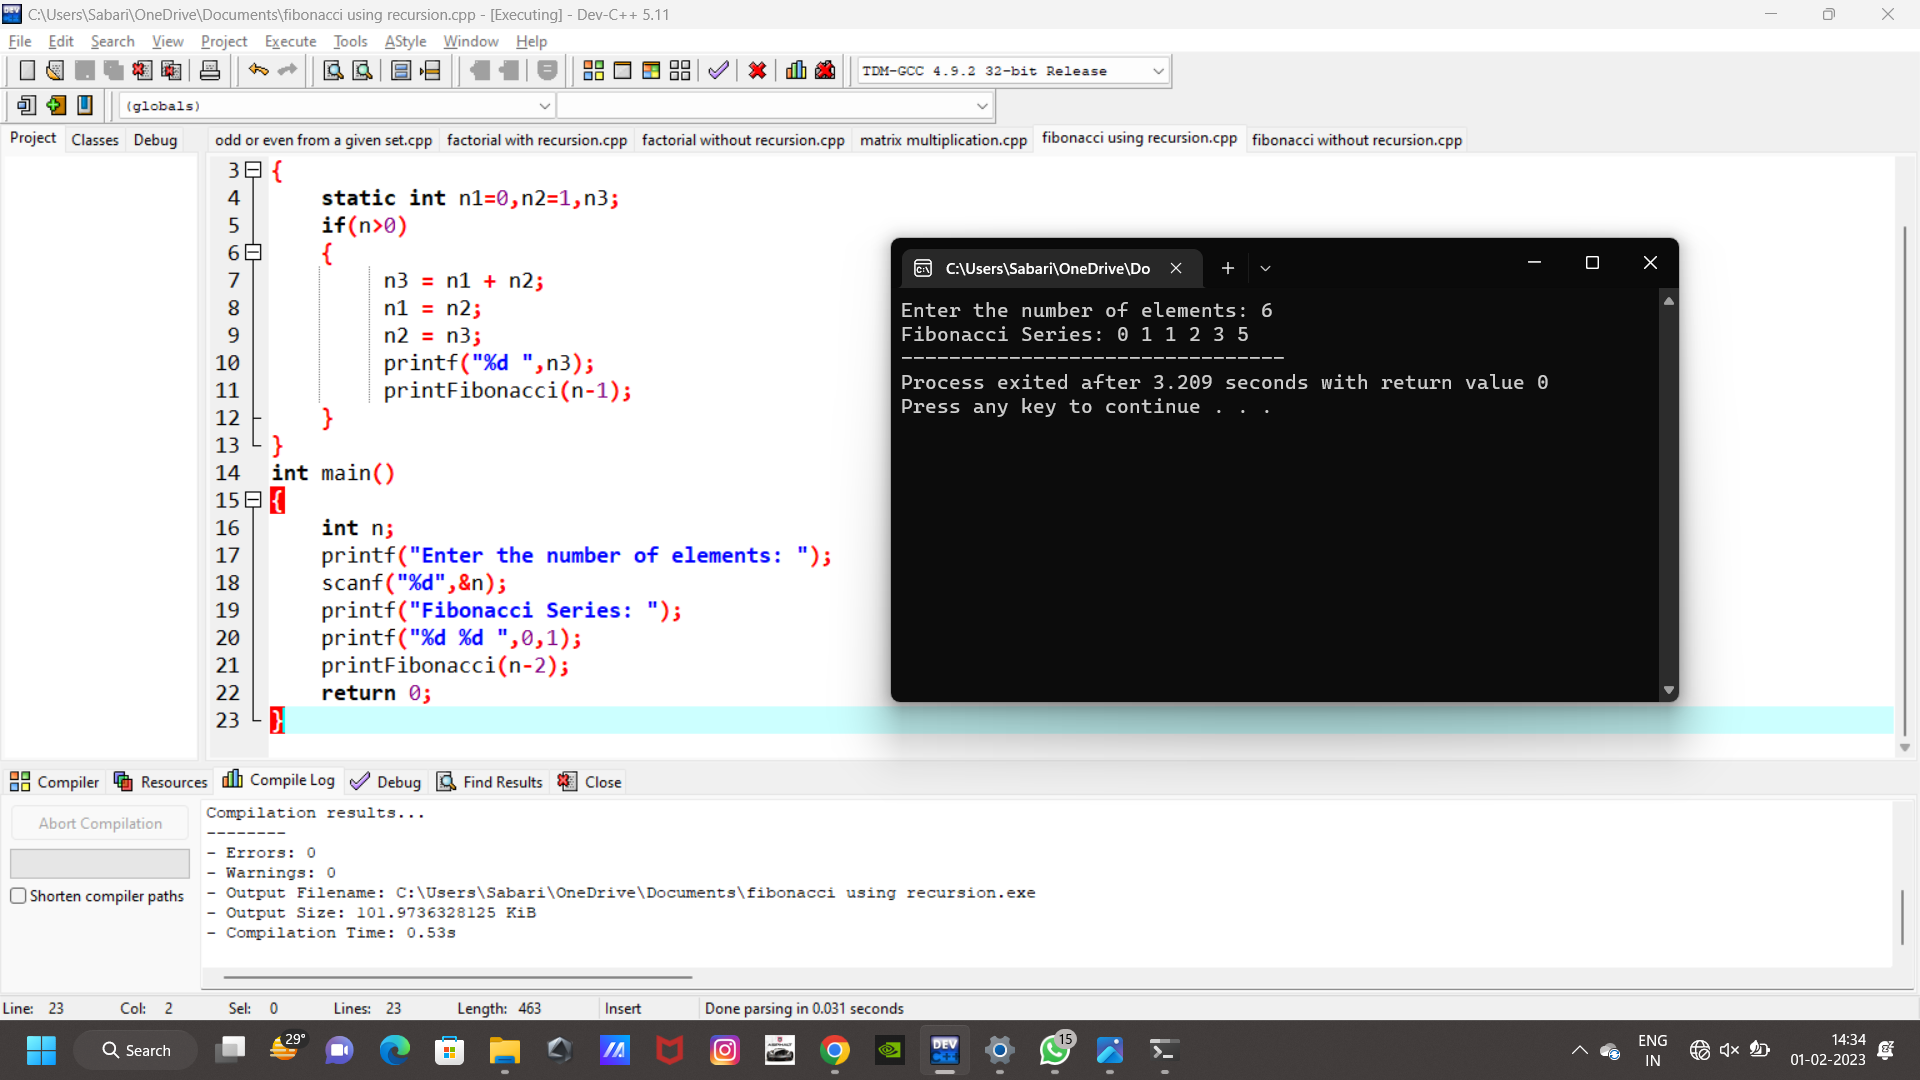 C:\Users\Sabari\OneDrive\Documents\fibonacci using recursion.cpp - [Executing] - Dev-C++ 5.11
File Edit Search View Project Execute Tools AStyle Window Help
TDM-GCC 4.9.2 32-bit Release
(globals)
Project Classes Debug
odd or even from a given set.cpp factorial with recursion.cpp factorial without recursion.cpp matrix multiplication.cpp fibonacci using recursion.cpp fibonacci without recursion.cpp
3 {
4 static int n1=0,n2=1,n3;
5 if(n>0)
6 {
7 n3 = n1 + n2;
8 n1 = n2;
9 n2 = n3;
10 printf("%d ",n3);
11 printFibonacci(n-1);
12 }
13 }
14 int main()
15 {
16 int n;
17 printf("Enter the number of elements: ");
18 scanf("%d",&n);
19 printf("Fibonacci Series: ");
20 printf("%d %d ",0,1);
21 printFibonacci(n-2);
22 return 0;
23 }
C:\Users\Sabari\OneDrive\Do
Enter the number of elements: 6
Fibonacci Series: 0 1 1 2 3 5
--------------------------------
Process exited after 3.209 seconds with return value 0
Press any key to continue . . .
Compiler Resources Compile Log Debug Find Results Close
Abort Compilation
Shorten compiler paths
Compilation results...
--------
- Errors: 0
- Warnings: 0
- Output Filename: C:\Users\Sabari\OneDrive\Documents\fibonacci using recursion.exe
- Output Size: 101.9736328125 KiB
- Compilation Time: 0.53s
Line: 23 Col: 2 Sel: 0 Lines: 23 Length: 463 Insert Done parsing in 0.031 seconds
Search
29°
DEV
15
ENG
IN
14:34
01-02-2023